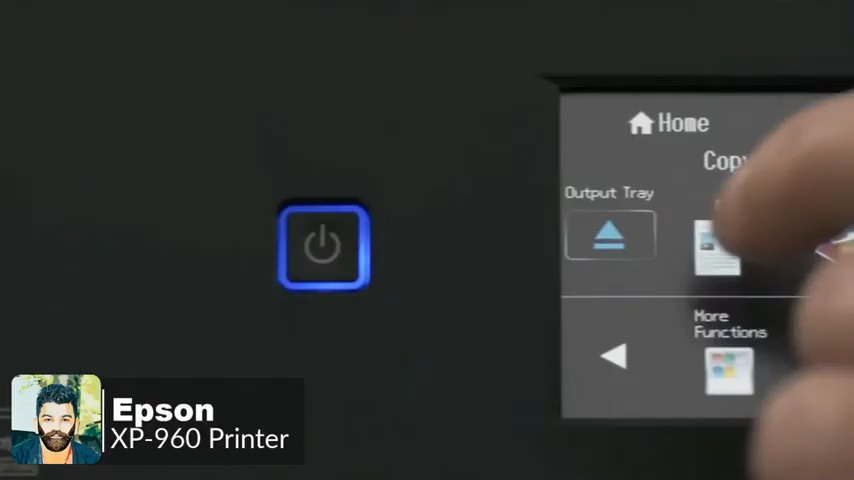 Home
Copy
Output Tray
More
Functions
Epson
XP-960 Printer